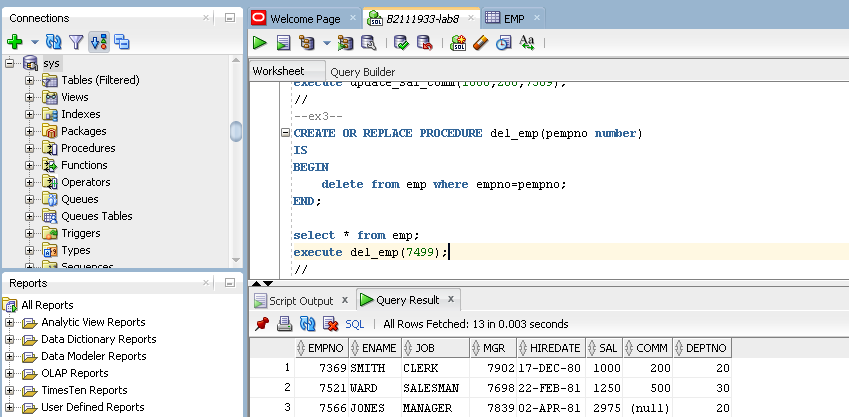 Connections
sys
Tables (Filtered)
Views
Indexes
Packages
Procedures
Functions
Operators
Queues
Queues Tables
Triggers
Types
Sequences
Reports
All Reports
Analytic View Reports
Data Dictionary Reports
Data Modeler Reports
OLAP Reports
TimesTen Reports
User Defined Reports
Welcome Page
B2111933-lab8
EMP
Worksheet
Query Builder
execute update_sal_comm(1000,200,7369);
//
--ex3--
CREATE OR REPLACE PROCEDURE del_emp(pempno number)
IS
BEGIN
delete from emp where empno=pempno;
END;
select * from emp;
execute del_emp(7499);
//
Script Output
Query Result
SQL
All Rows Fetched: 13 in 0.003 seconds
EMPNO ENAME JOB MGR HIREDATE SAL COMM DEPTNO
1 7369 SMITH CLERK 7902 17-DEC-80 1000 200 20
2 7521 WARD SALESMAN 7698 22-FEB-81 1250 500 30
3 7566 JONES MANAGER 7839 02-APR-81 2975 (null) 20